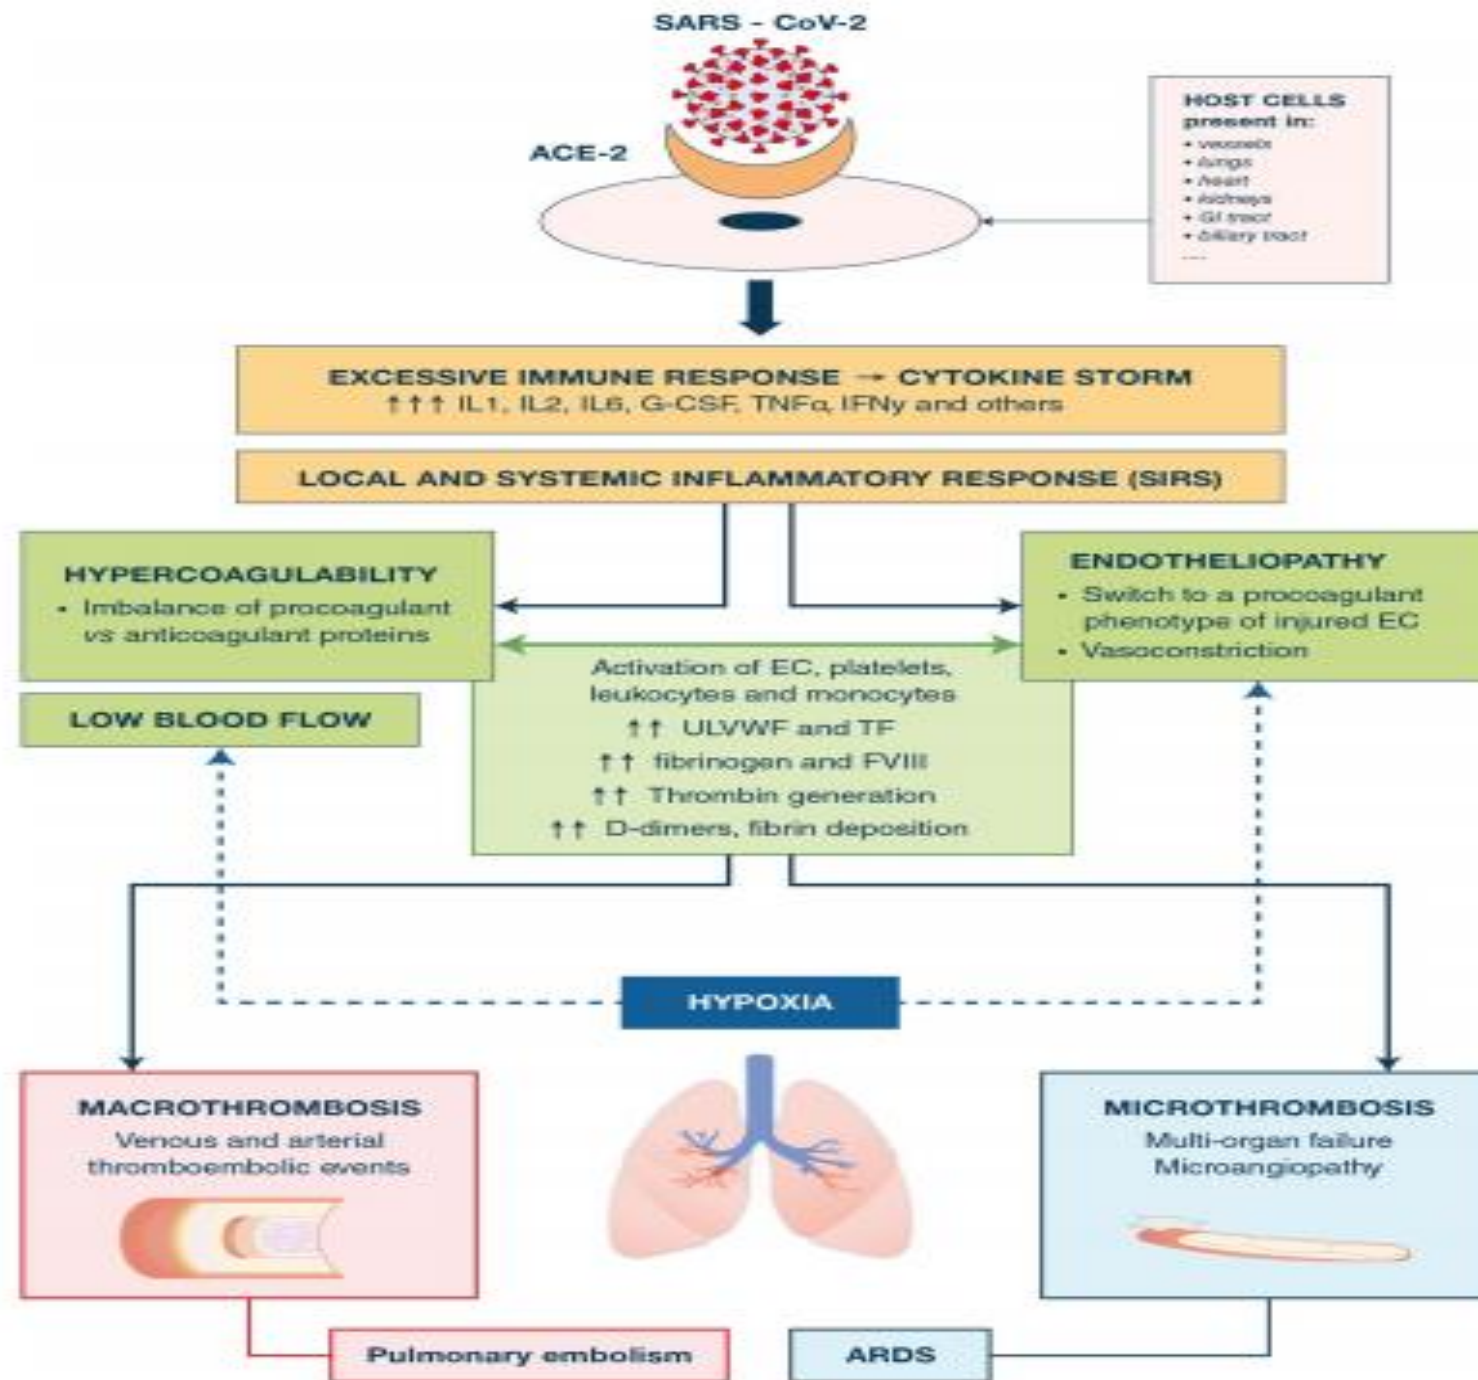 SARS - CoV-2
ACE-2
HOST CELLS
present in:
• vessels
• lungs
• heart
• kidneys
• GI tract
• biliary tract
...
EXCESSIVE IMMUNE RESPONSE → CYTOKINE STORM
↑↑↑ IL1, IL2, IL6, G-CSF, TNFα, IFNy and others
LOCAL AND SYSTEMIC INFLAMMATORY RESPONSE (SIRS)
HYPERCOAGULABILITY
• Imbalance of procoagulant
vs anticoagulant proteins
LOW BLOOD FLOW
ENDOTHELIOPATHY
• Switch to a procoagulant
phenotype of injured EC
• Vasoconstriction
Activation of EC, platelets,
leukocytes and monocytes
↑↑ ULVWF and TF
↑↑ fibrinogen and FVIII
↑↑ Thrombin generation
↑↑ D-dimers, fibrin deposition
HYPOXIA
MACROTHROMBOSIS
Venous and arterial
thromboembolic events
MICROTHROMBOSIS
Multi-organ failure
Microangiopathy
Pulmonary embolism
ARDS